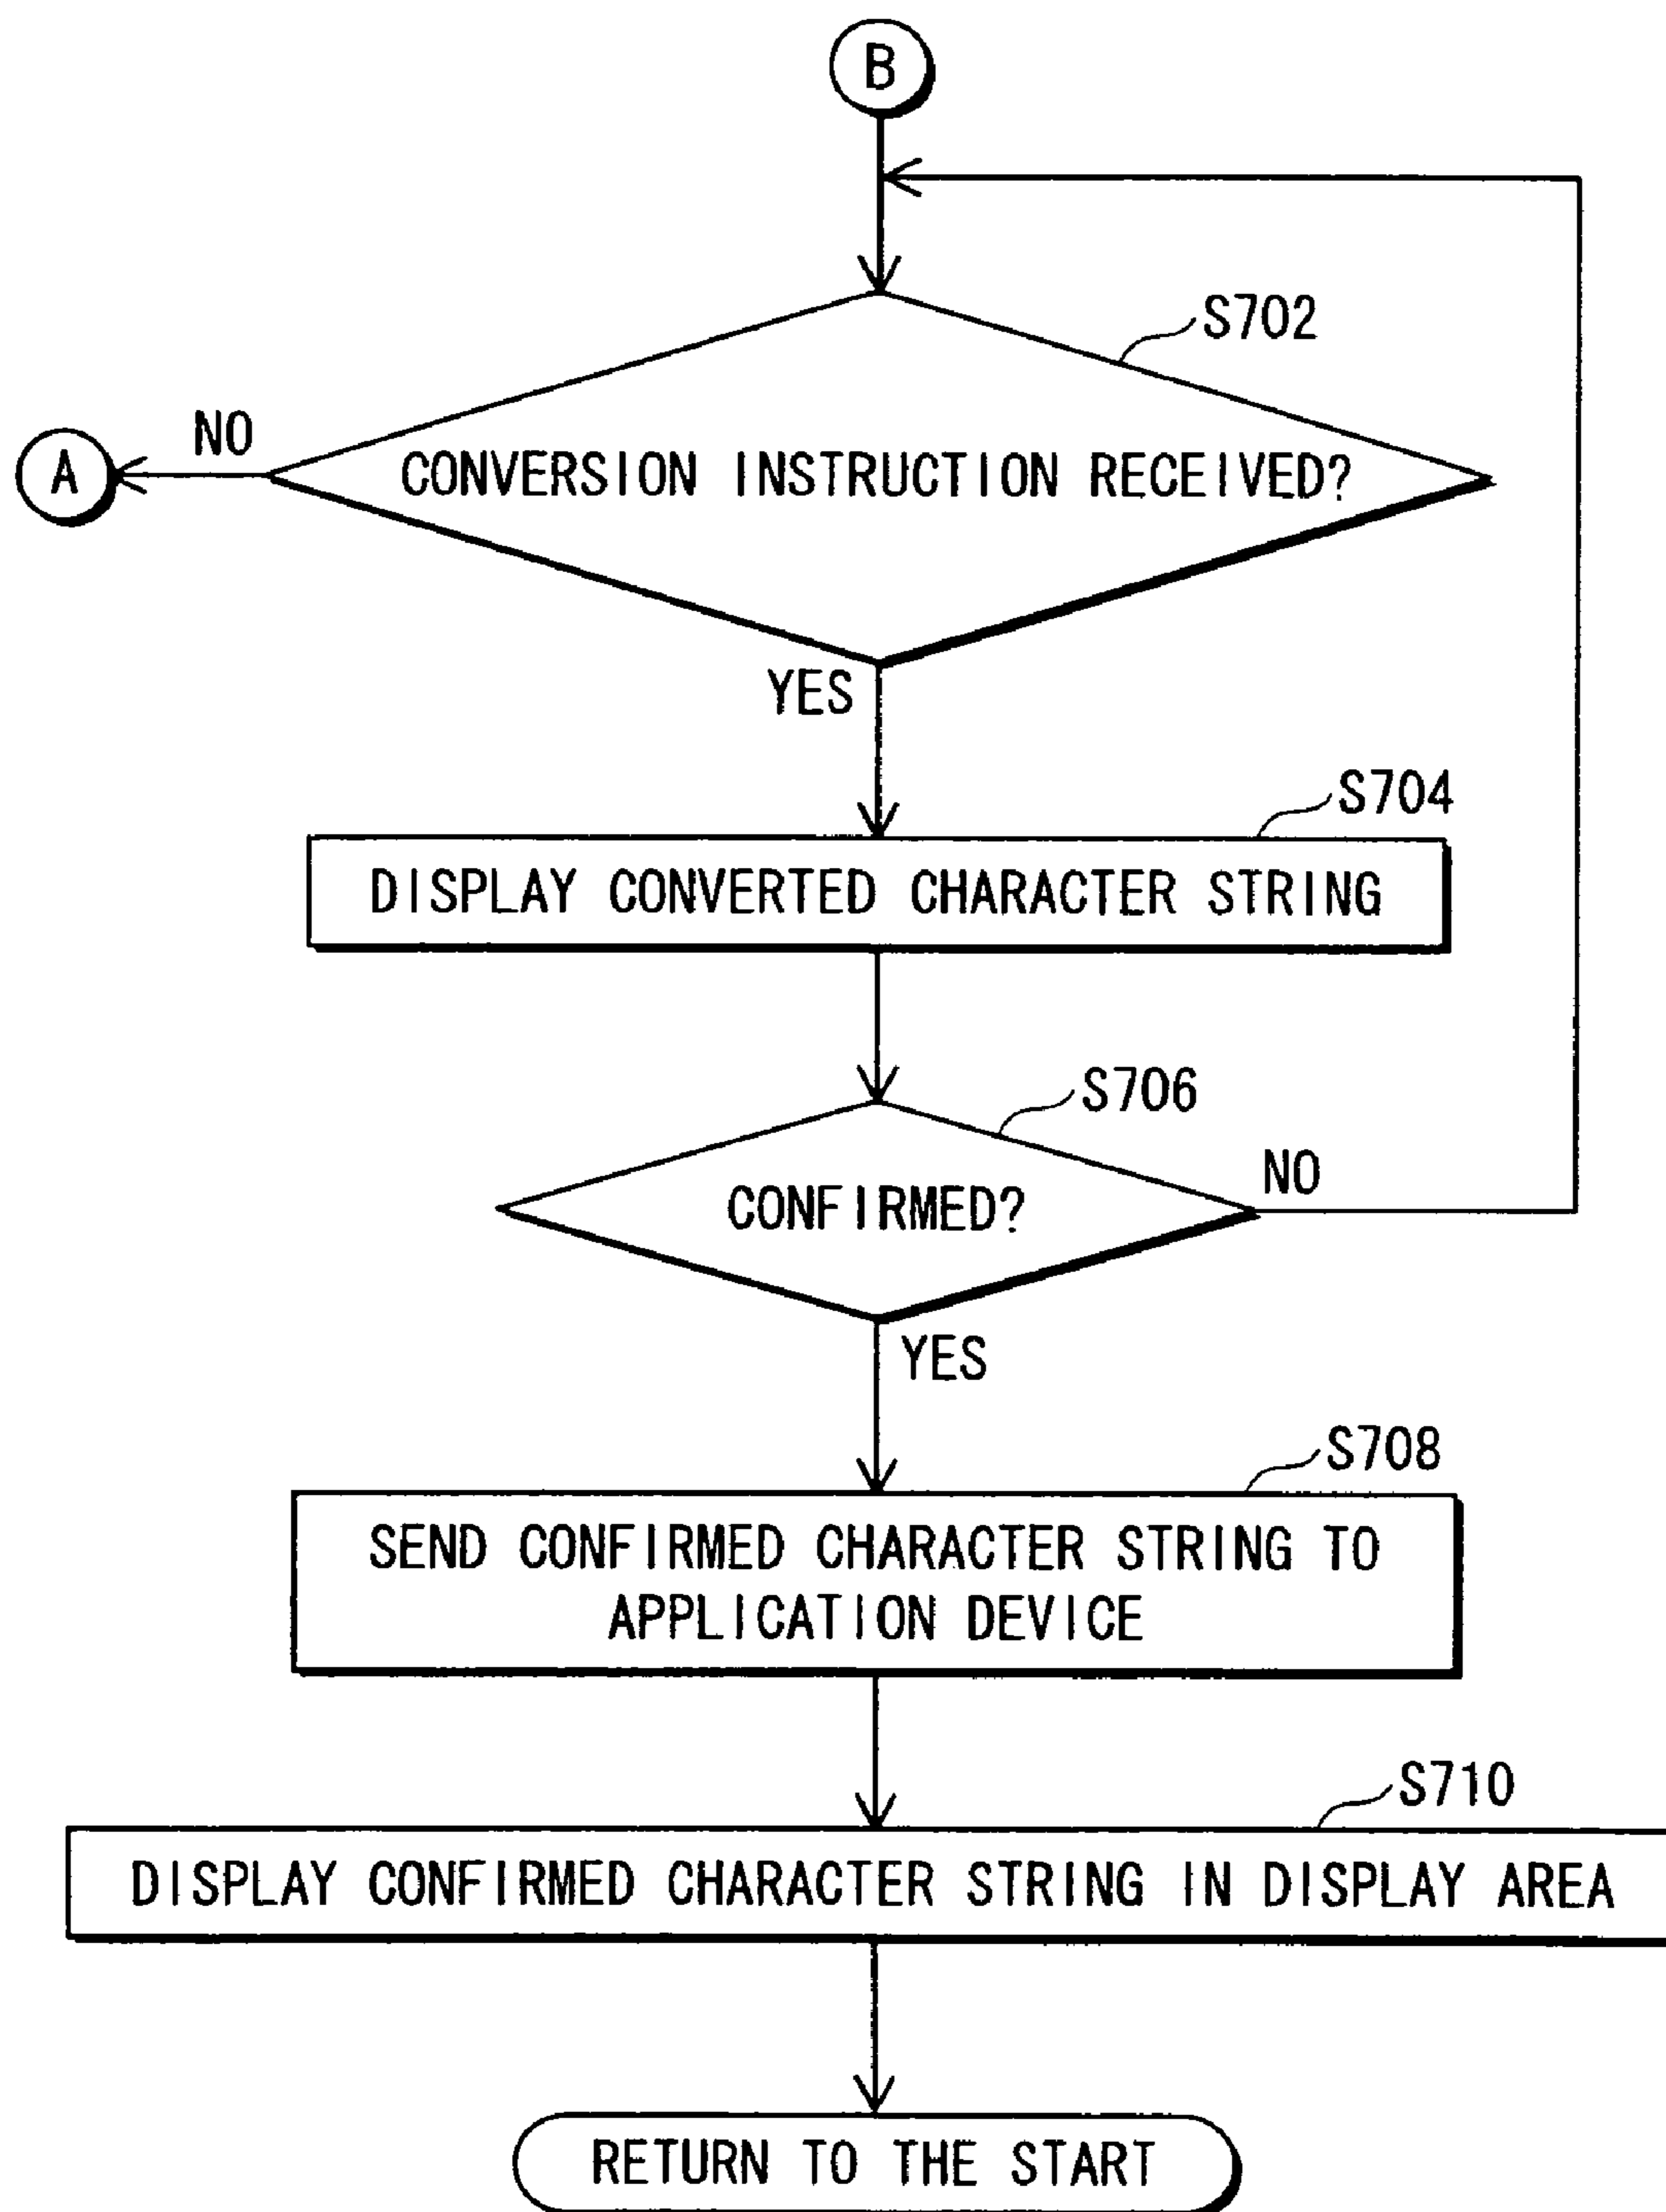 B
S702
NO
A
CONVERSION INSTRUCTION RECEIVED?
YES
S704
DISPLAY CONVERTED CHARACTER STRING
S706
NO
CONFIRMED?
YES
S708
SEND CONFIRMED CHARACTER STRING TO
APPLICATION DEVICE
S710
DISPLAY CONFIRMED CHARACTER STRING IN DISPLAY AREA
RETURN TO THE START